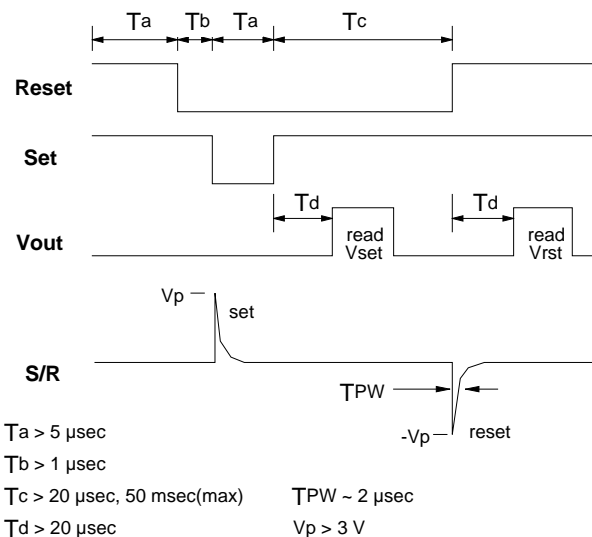 Ta Tb Ta Tc
Reset
Set
Td Td
Vout read Vset read Vrst
Vp set
S/R
TPW
-Vp reset
Ta > 5 µsec
Tb > 1 µsec
Tc > 20 µsec, 50 msec(max) TPW ~ 2 µsec
Td > 20 µsec Vp > 3 V